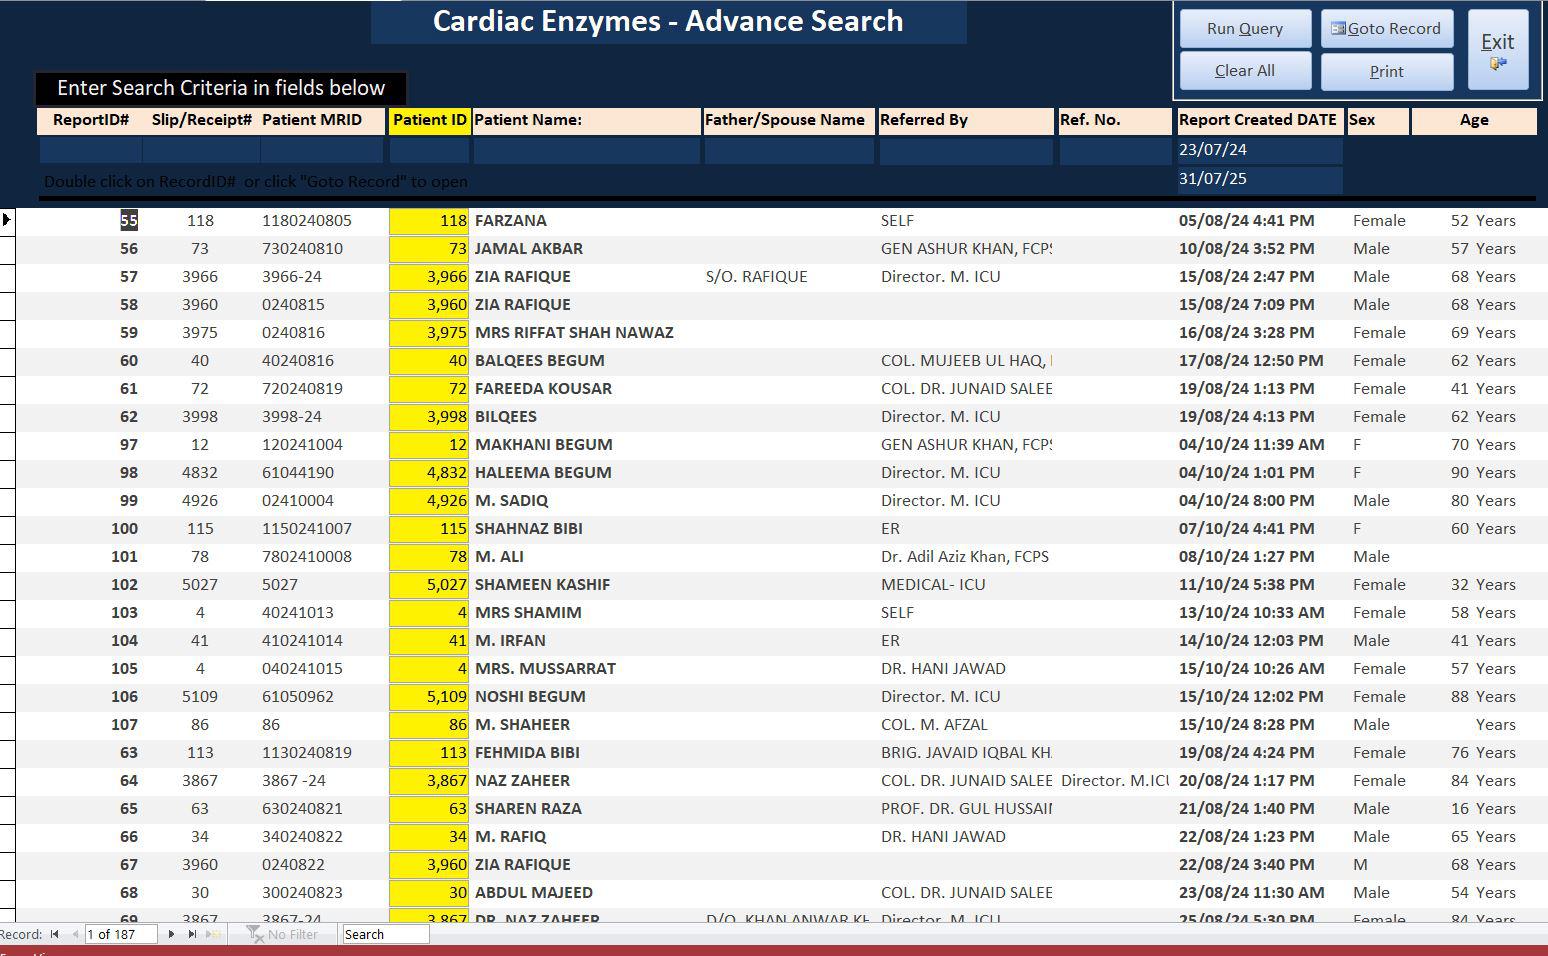 Cardiac Enzymes - Advance Search
Run Query
Goto Record
Exit
Clear All
Print
Enter Search Criteria in fields below
ReportID# Slip/Receipt# Patient MRID Patient ID Patient Name: Father/Spouse Name Referred By Ref. No. Report Created DATE Sex Age
23/07/24
Double click on RecordID# or click "Goto Record" to open
31/07/25
55 118 1180240805 118 FARZANA SELF 05/08/24 4:41 PM Female 52 Years
56 73 730240810 73 JAMAL AKBAR GEN ASHUR KHAN, FCPS 10/08/24 3:52 PM Male 57 Years
57 3966 3966-24 3,966 ZIA RAFIQUE S/O. RAFIQUE Director. M. ICU 15/08/24 2:47 PM Male 68 Years
58 3960 0240815 3,960 ZIA RAFIQUE 15/08/24 7:09 PM Male 68 Years
59 3975 0240816 3,975 MRS RIFFAT SHAH NAWAZ 16/08/24 3:28 PM Female 69 Years
60 40 40240816 40 BALQEES BEGUM COL. MUJEEB UL HAQ, 17/08/24 12:50 PM Female 62 Years
61 72 720240819 72 FAREEDA KOUSAR COL. DR. JUNAID SALEE 19/08/24 1:13 PM Female 41 Years
62 3998 3998-24 3,998 BILQEES Director. M. ICU 19/08/24 4:13 PM Female 62 Years
97 12 120241004 12 MAKHANI BEGUM GEN ASHUR KHAN, FCPS 04/10/24 11:39 AM F 70 Years
98 4832 61044190 4,832 HALEEMA BEGUM Director. M. ICU 04/10/24 1:01 PM F 90 Years
99 4926 02410004 4,926 M. SADIQ Director. M. ICU 04/10/24 8:00 PM Male 80 Years
100 115 1150241007 115 SHAHNAZ BIBI ER 07/10/24 4:41 PM F 60 Years
101 78 7802410008 78 M. ALI Dr. Adil Aziz Khan, FCPS 08/10/24 1:27 PM Male
102 5027 5027 5,027 SHAMEEN KASHIF MEDICAL- ICU 11/10/24 5:38 PM Female 32 Years
103 4 40241013 4 MRS SHAMIM SELF 13/10/24 10:33 AM Female 58 Years
104 41 410241014 41 M. IRFAN ER 14/10/24 12:03 PM Male 41 Years
105 4 040241015 4 MRS. MUSSARRAT DR. HANI JAWAD 15/10/24 10:26 AM Female 57 Years
106 5109 61050962 5,109 NOSHI BEGUM Director. M. ICU 15/10/24 12:02 PM Female 88 Years
107 86 86 86 M. SHAHEER COL. M. AFZAL 15/10/24 8:28 PM Male Years
63 113 1130240819 113 FEHMIDA BIBI BRIG. JAVAID IQBAL KH 19/08/24 4:24 PM Female 76 Years
64 3867 3867 -24 3,867 NAZ ZAHEER COL. DR. JUNAID SALEE Director. M.ICU 20/08/24 1:17 PM Female 84 Years
65 63 630240821 63 SHAREN RAZA PROF. DR. GUL HUSSAIN 21/08/24 1:40 PM Male 16 Years
66 34 340240822 34 M. RAFIQ DR. HANI JAWAD 22/08/24 1:23 PM Male 65 Years
67 3960 0240822 3,960 ZIA RAFIQUE 22/08/24 3:40 PM M 68 Years
68 30 300240823 30 ABDUL MAJEED COL. DR. JUNAID SALEE 23/08/24 11:30 AM Male 54 Years
69 3867 3867-24 3,867 DR. NAZ ZAHEER D/O. KHAN ANWAR KH Director. M. ICU 25/08/24 5:30 PM Female 84 Years
Record: 1 of 187 No Filter Search